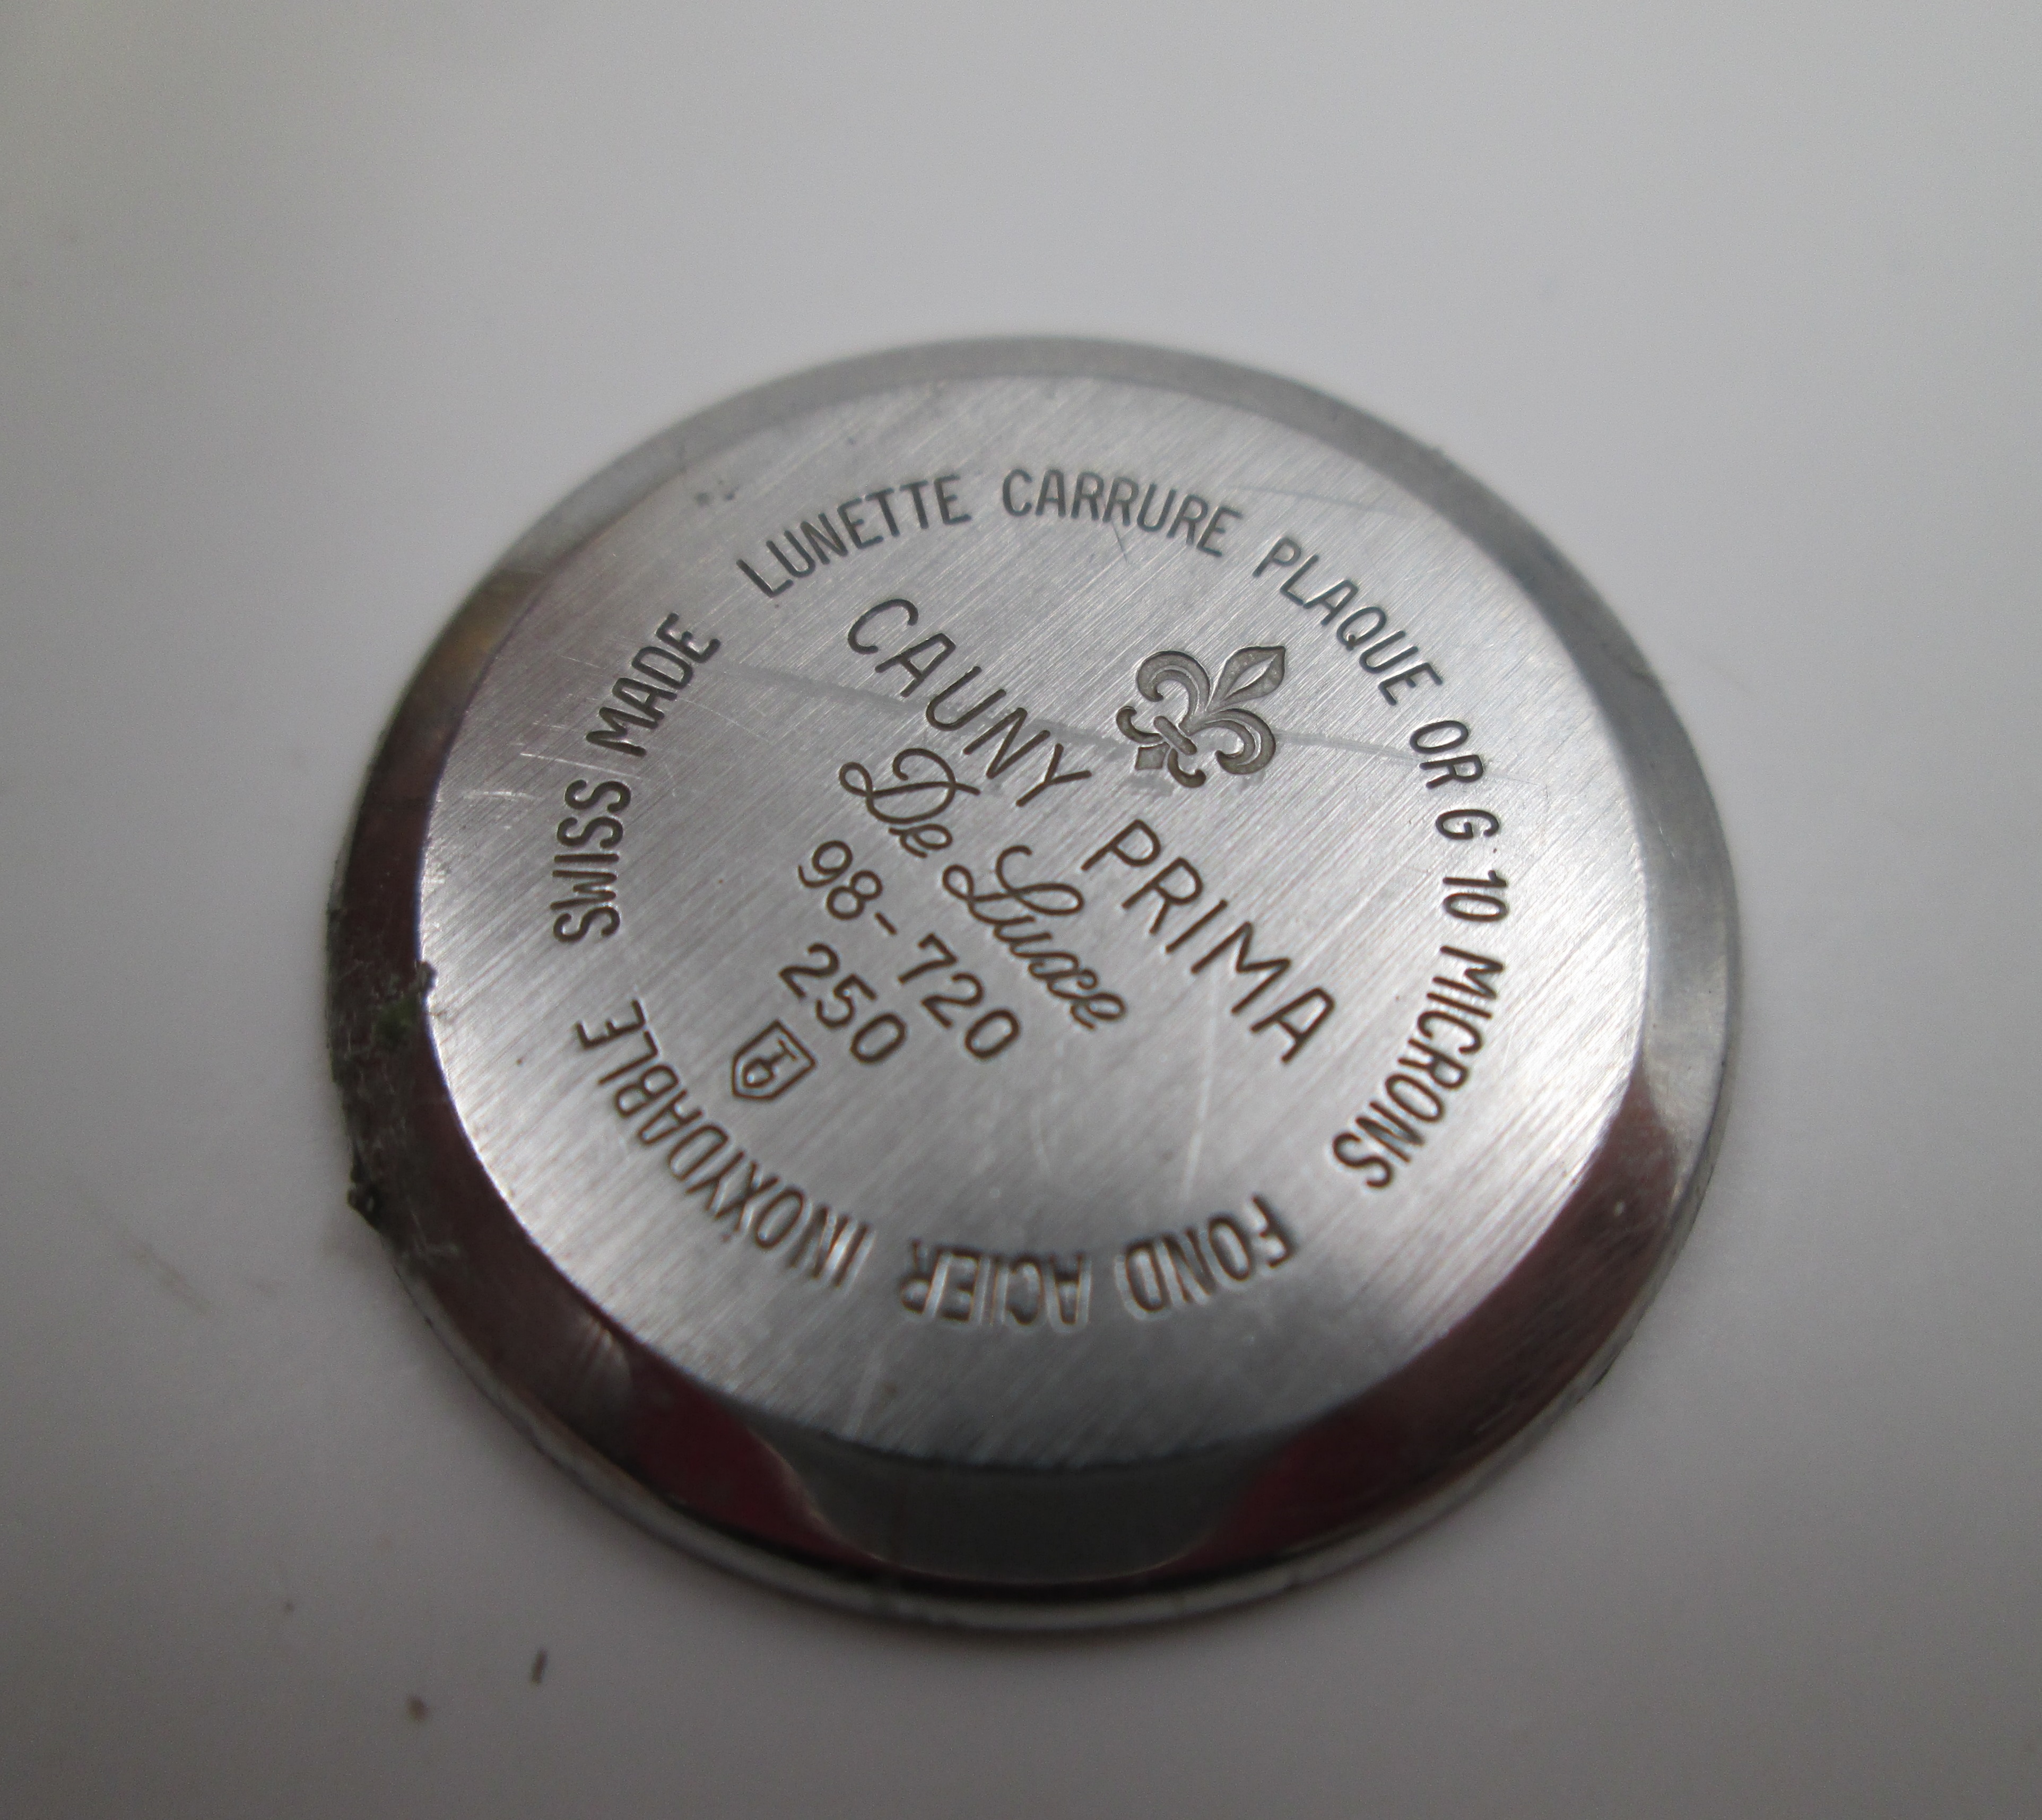 SWISS MADE LUNETTE CARRURE PLAQUE OR G 10 MICRONS FOND ACIER INOXYDABLE
CAUNY PRIMA
De Luxe
98-720
250